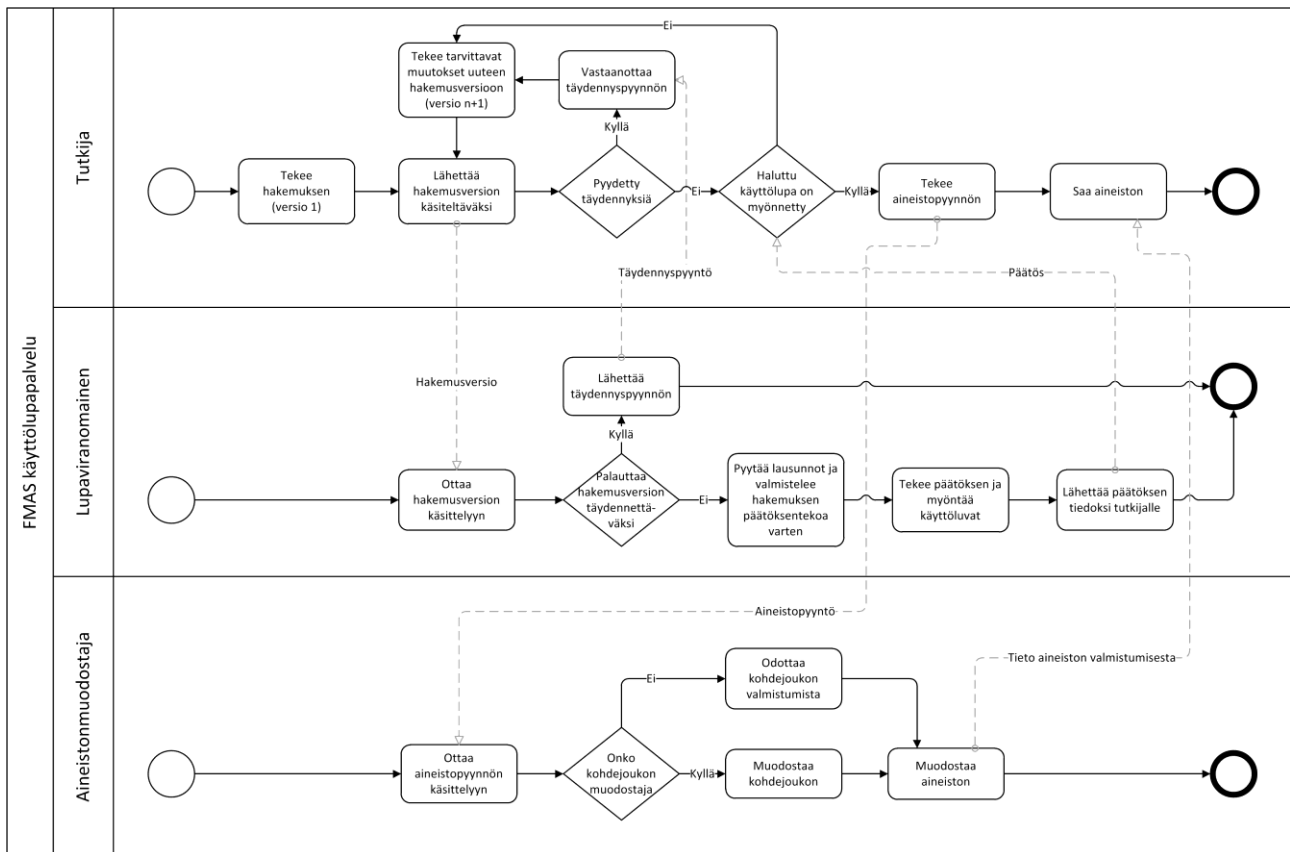 FMAS käyttölupapalvelu
Tutkija
Ei
Tekee tarvittavat
muutokset uuteen
hakemusversioon
(versio n+1)
Vastaanottaa
täydennyspyynnön
Kyllä
Tekee
hakemuksen
(versio 1)
Lähettää
hakemusversion
käsiteltäväksi
Pyydetty
täydennyksiä
Ei
Haluttu
käyttölupa on
myönnetty
Kyllä
Tekee
aineistopyynnön
Saa aineiston
Täydennyspyyntö
Päätös
Lupaviranomainen
Hakemusversio
Lähettää
täydennyspyynnön
Kyllä
Ottaa
hakemusversion
käsittelyyn
Palauttaa
hakemusversion
täydennettä-
väksi
Ei
Pyytää lausunnot ja
valmistelee
hakemuksen
päätöksentekoa
varten
Tekee päätöksen ja
myöntää
käyttöluvat
Lähettää päätöksen
tiedoksi tutkijalle
Aineistonmuodostaja
Aineistopyyntö
Tieto aineiston valmistumisesta
Ei
Odottaa
kohdejoukon
valmistumista
Ottaa
aineistopyynnön
käsittelyyn
Onko
kohdejoukon
muodostaja
Kyllä
Muodostaa
kohdejoukon
Muodostaa
aineiston